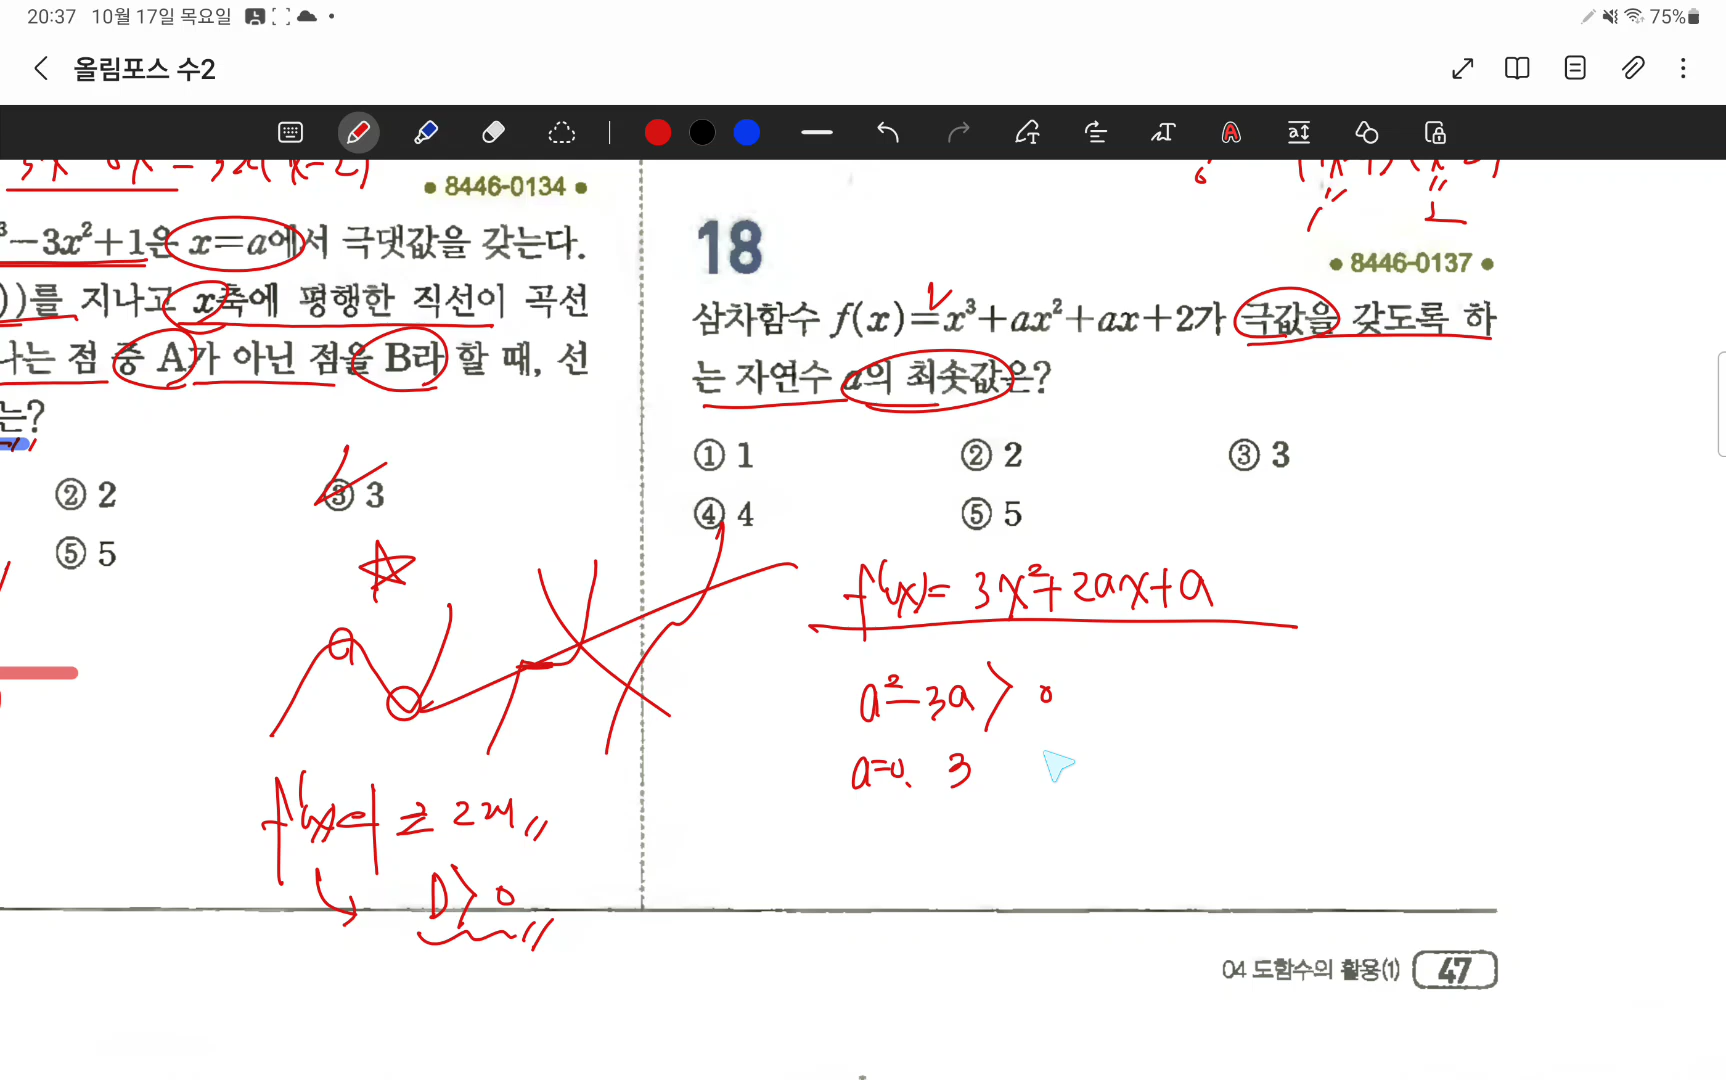 20:37 10월 17일 목요일
75%
올림포스 수2
8446-0134
³−3x²+1은 x=a에서 극댓값을 갖는다.
))를 지나고 x축에 평행한 직선이 곡선
나는 점 중 A가 아닌 점을 B라 할 때, 선
는?
② 2
③ 3
⑤ 5
D>0
18
8446-0137
삼차함수 f(x)=x³+ax²+ax+2가 극값을 갖도록 하
는 자연수 a의 최솟값은?
① 1
② 2
③ 3
④ 4
⑤ 5
f'(x)= 3x²+2ax+a
a²−3a > 0
a=0, 3
04 도함수의 활용(1) 47